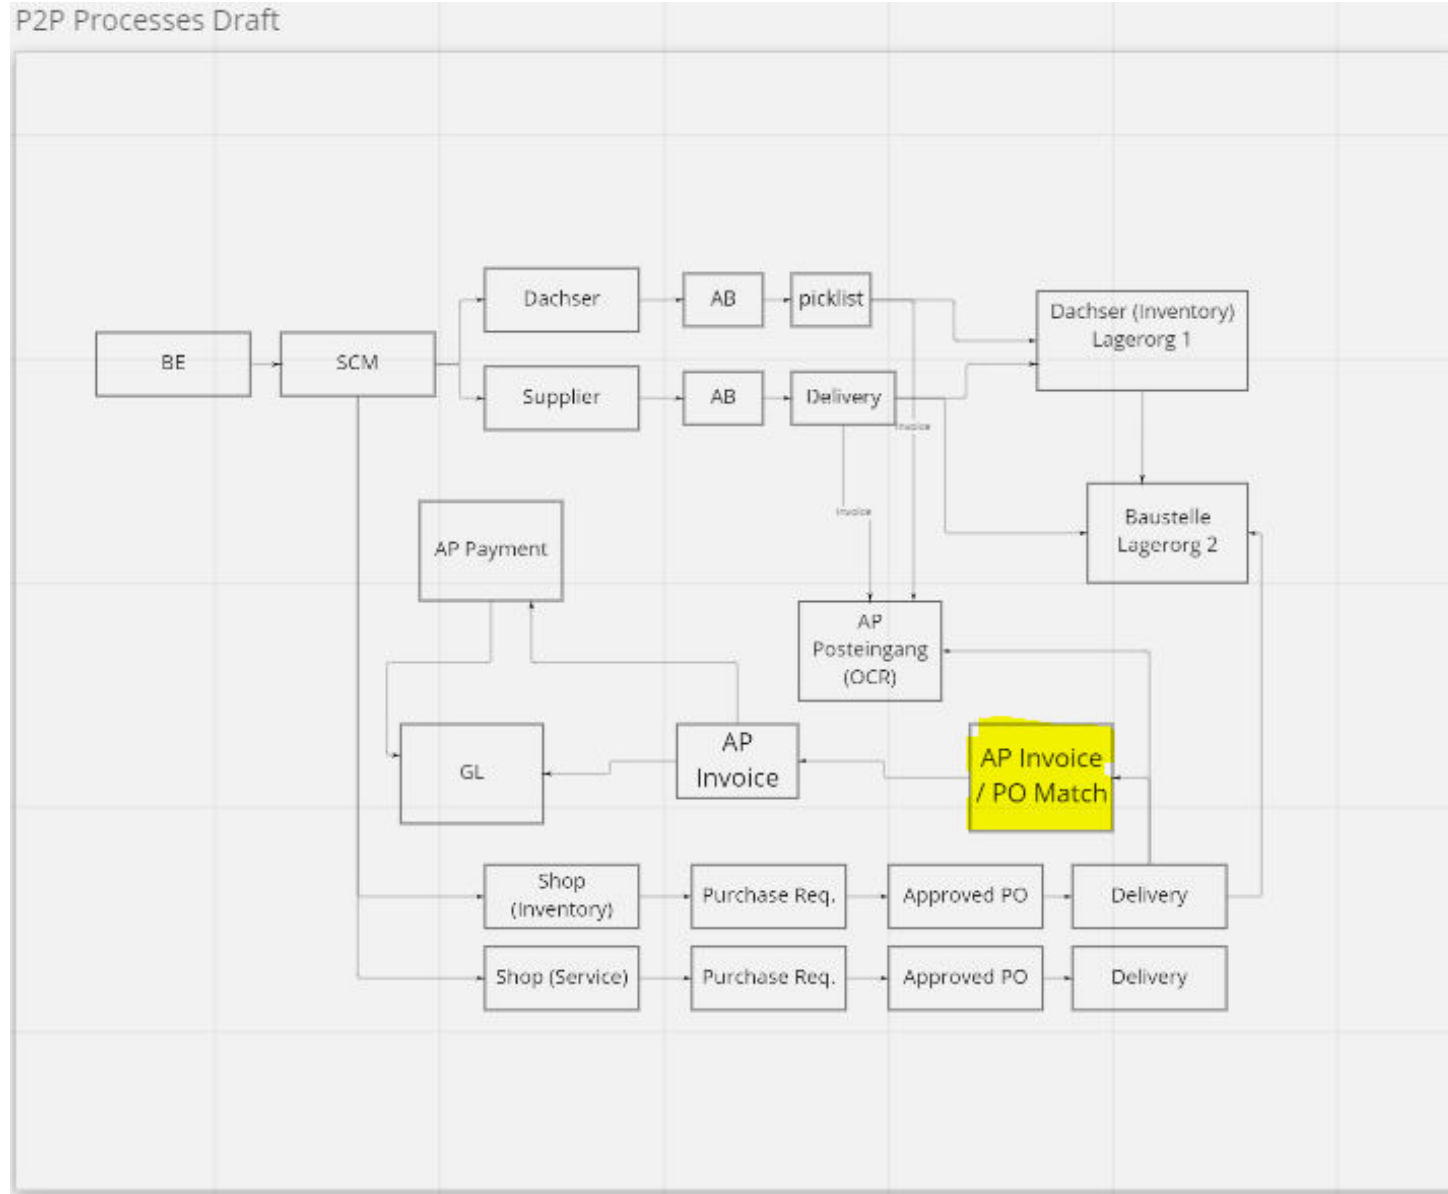 P2P Processes Draft
Dachser
AB
picklist
Dachser (Inventory)
Lagerorg 1
BE
SCM
Supplier
AB
Delivery
Invoice
Invoice
AP Payment
Baustelle
Lagerorg 2
AP
Posteingang
(OCR)
GL
AP
Invoice
AP Invoice
/ PO Match
Shop
(Inventory)
Purchase Req.
Approved PO
Delivery
Shop (Service)
Purchase Req.
Approved PO
Delivery